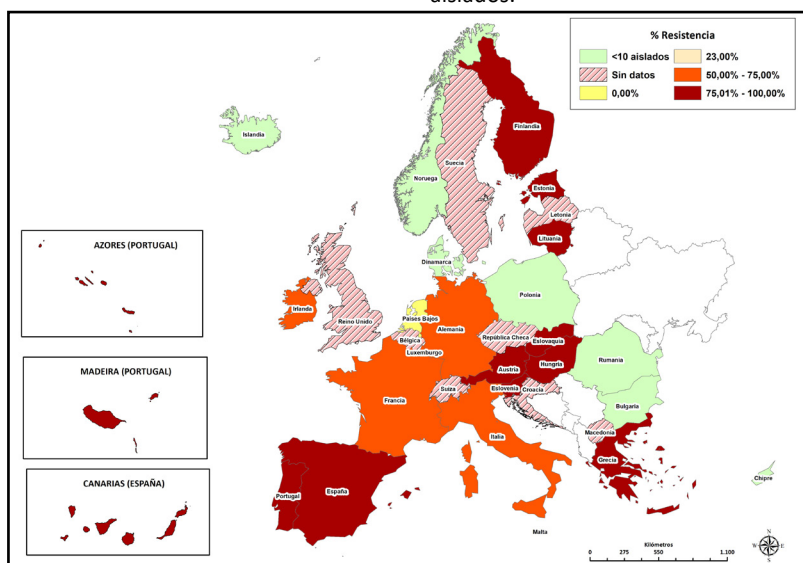 aislados.
% Resistencia
<10 aislados
23,00%
Sin datos
50,00% - 75,00%
0,00%
75,01% - 100,00%
Islandia
Finlandia
Suecia
Noruega
Estonia
Letonia
Lituania
Dinamarca
AZORES (PORTUGAL)
Polonia
Irlanda
Reino Unido
Países Bajos
Alemania
Bélgica
República Checa
Luxemburgo
Eslovaquia
MADEIRA (PORTUGAL)
Austria
Hungría
Rumania
Suiza
Eslovenia
Croacia
Francia
Bulgaria
Italia
Macedonia
Grecia
CANARIAS (ESPAÑA)
Portugal
España
Chipre
Malta
N
W
E
S
Kilómetros
0
275
550
1.100